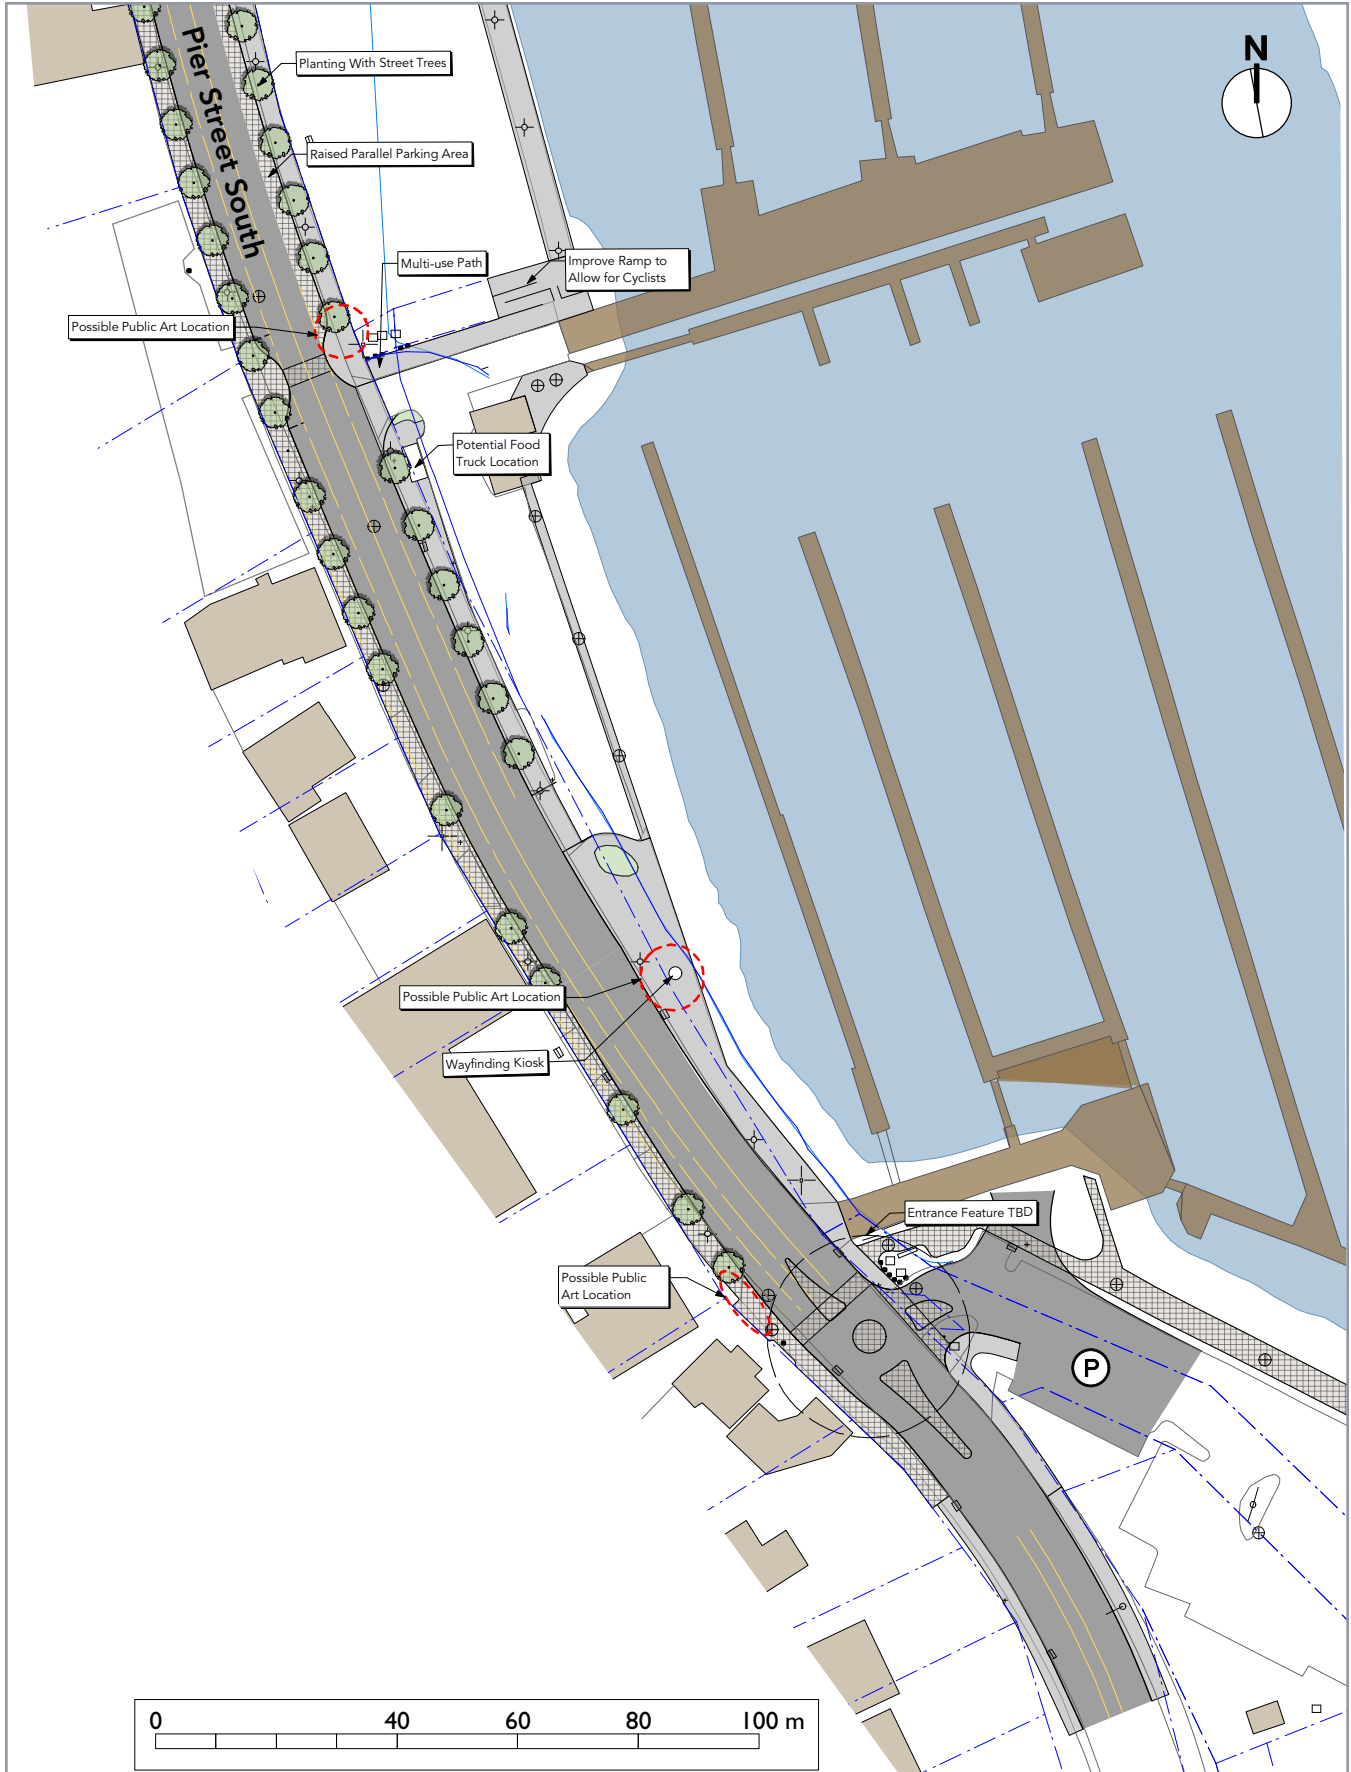 N
Pier Street South
Planting With Street Trees
Raised Parallel Parking Area
Multi-use Path
Improve Ramp to
Allow for Cyclists
Possible Public Art Location
Potential Food
Truck Location
Possible Public Art Location
Wayfinding Kiosk
Entrance Feature TBD
Possible Public
Art Location
P
0 40 60 80 100 m